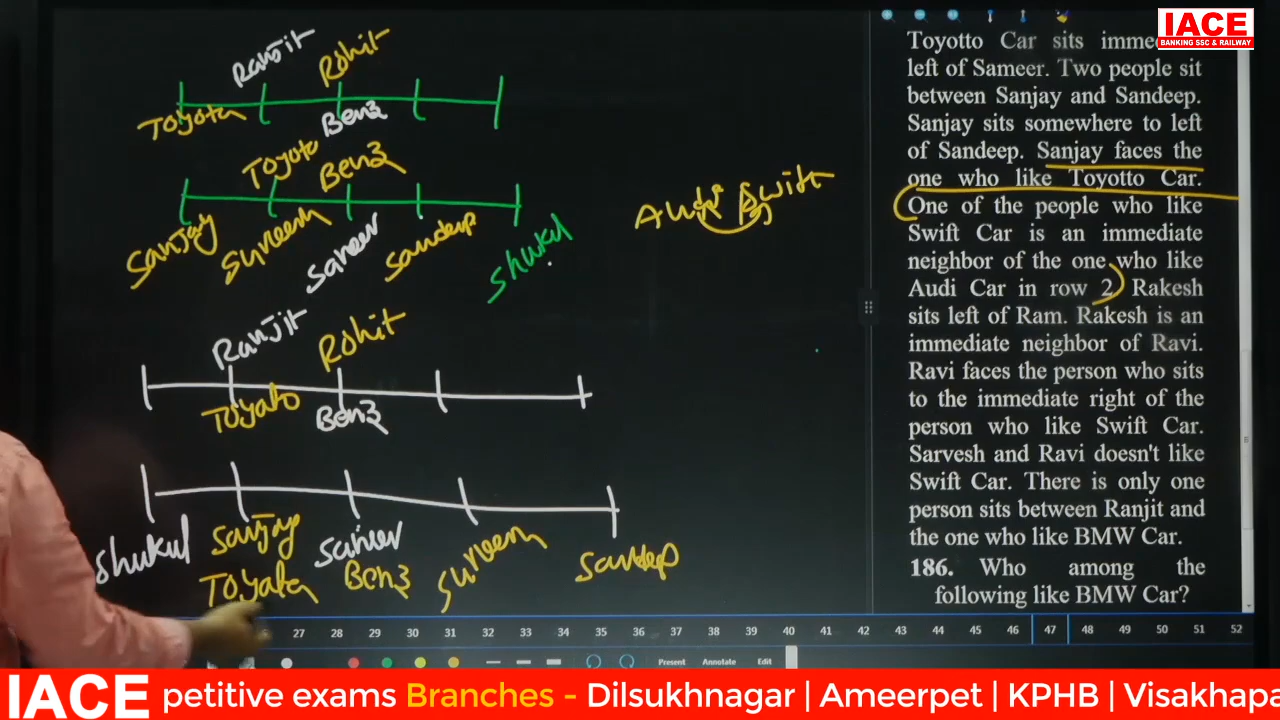 Ranjit Rohit
Toyota Benz
Toyoto Benz
Sanjay Suneem Sameer Sandeep Shukul
Audi Swift
Ranjit Rohit
Toyato Benz
Shukul Sanjay Sameer Suneem Sandeep
Toyata Benz
IACE
BANKING SSC & RAILWAY
Toyotto Car sits
left of Sameer. Two people sit
between Sanjay and Sandeep.
Sanjay sits somewhere to left
of Sandeep. Sanjay faces the
one who like Toyotto Car.
One of the people who like
Swift Car is an immediate
neighbor of the one who like
Audi Car in row 2. Rakesh
sits left of Ram. Rakesh is an
immediate neighbor of Ravi.
Ravi faces the person who sits
to the immediate right of the
person who like Swift Car.
Sarvesh and Ravi doesn't like
Swift Car. There is only one
person sits between Ranjit and
the one who like BMW Car.
186. Who among the
following like BMW Car?
27 28 29 30 31 32 33 34 35 36 37 38 39 40 41 42 43 44 45 46 47 48 49 50 51 52
Present Annotate Edit
IACE petitive exams Branches - Dilsukhnagar | Ameerpet | KPHB | Visakhapa